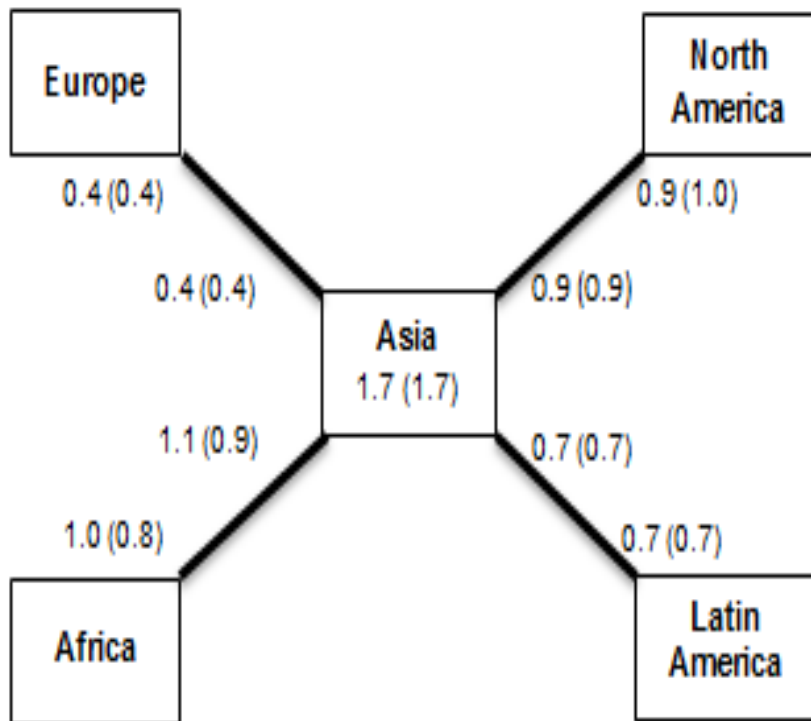 Europe
North
America
0.4 (0.4)
0.9 (1.0)
0.4 (0.4)
0.9 (0.9)
Asia
1.7 (1.7)
1.1 (0.9)
0.7 (0.7)
1.0 (0.8)
0.7 (0.7)
Africa
Latin
America